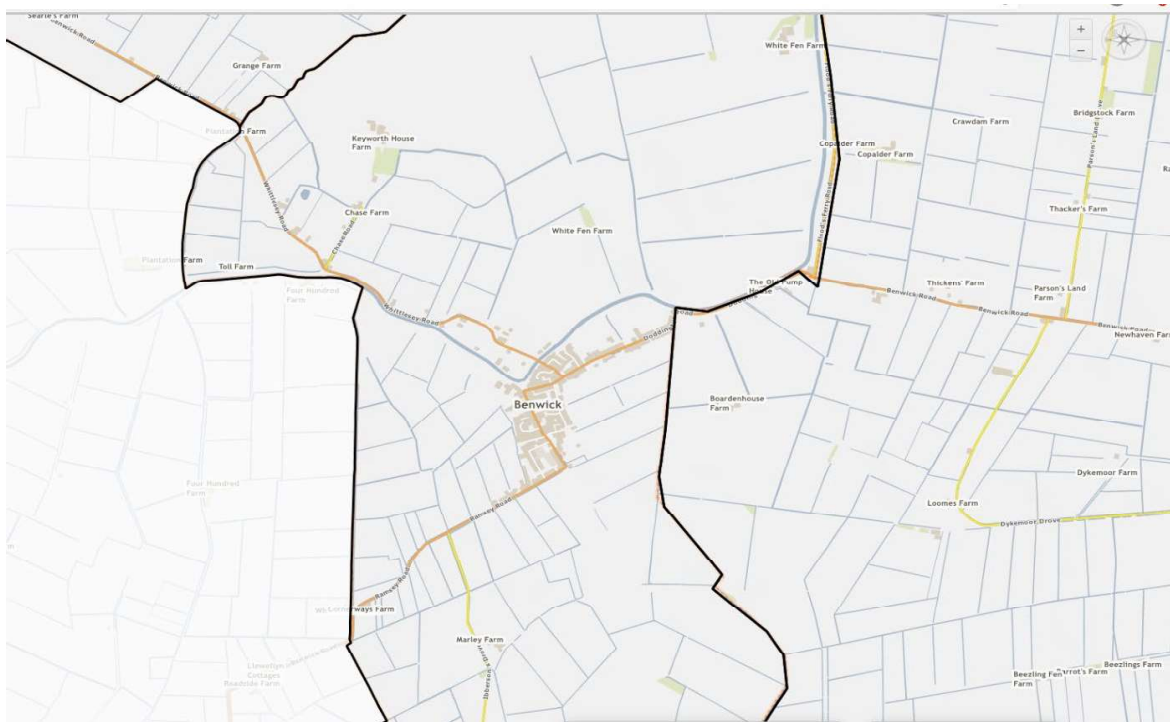 Searle's Farm
Benwick Road
Grange Farm
White Fen Farm
+
−
Bridgstock Farm
Crawdam Farm
Plantation Farm
Keyworth House
Farm
Copalder Farm
Copalder Farm
Whittlesey Road
Chase Farm
Chase Road
Flood's Ferry Road
Thacker's Farm
White Fen Farm
Plantation Farm
Toll Farm
Four Hundred
Farm
The Old Pump
House
Benwick Road
Thickens' Farm
Parson's Land
Farm
Whittlesey Road
Benwick Road
Newhaven Farm
Benwick
Boardenhouse
Farm
Four Hundred
Farm
Ramsey Road
Dykemoor Farm
Loomes Farm
Dykemoor Drove
Ramsey Road
Cornerways Farm
Marley Farm
Llewellyn
Cottages
Roadside Farm
Beezlings Farm
Beezling Fen
Farm